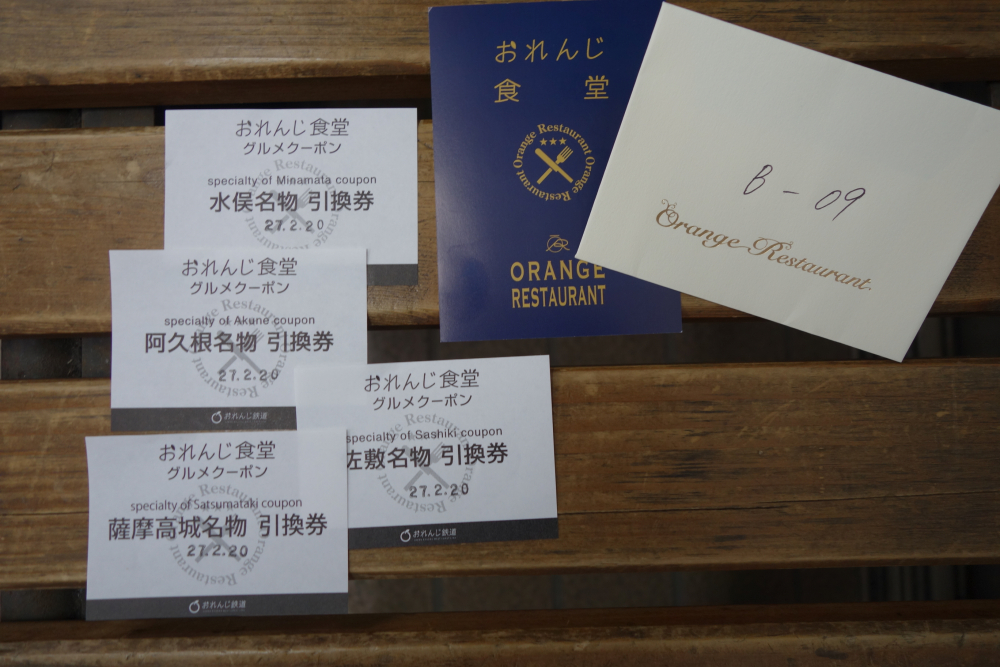 おれんじ食堂
グルメクーポン
specialty of Minamata coupon
水俣名物 引換券
27.2.20
おれんじ食堂
グルメクーポン
specialty of Akune coupon
阿久根名物 引換券
27.2.20
おれんじ鉄道
おれんじ食堂
グルメクーポン
specialty of Sashiki coupon
佐敷名物 引換券
27.2.20
おれんじ鉄道
おれんじ食堂
グルメクーポン
specialty of Satsumataki coupon
薩摩高城名物 引換券
27.2.20
おれんじ鉄道
おれんじ
食堂
Orange Restaurant Orange Restaurant
ORANGE
RESTAURANT
B-09
Orange Restaurant.